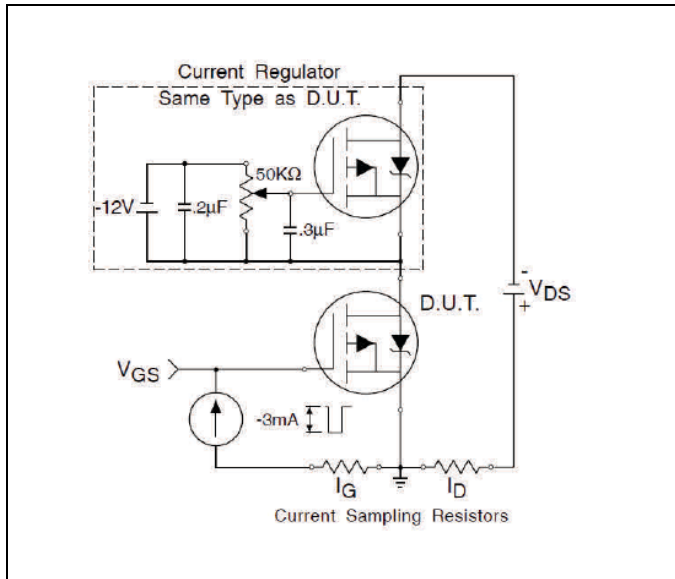 Current Regulator
Same Type as D.U.T.
50KΩ
-12V
.2μF
.3μF
-
VDS
+
D.U.T.
VGS
-3mA
IG
ID
Current Sampling Resistors